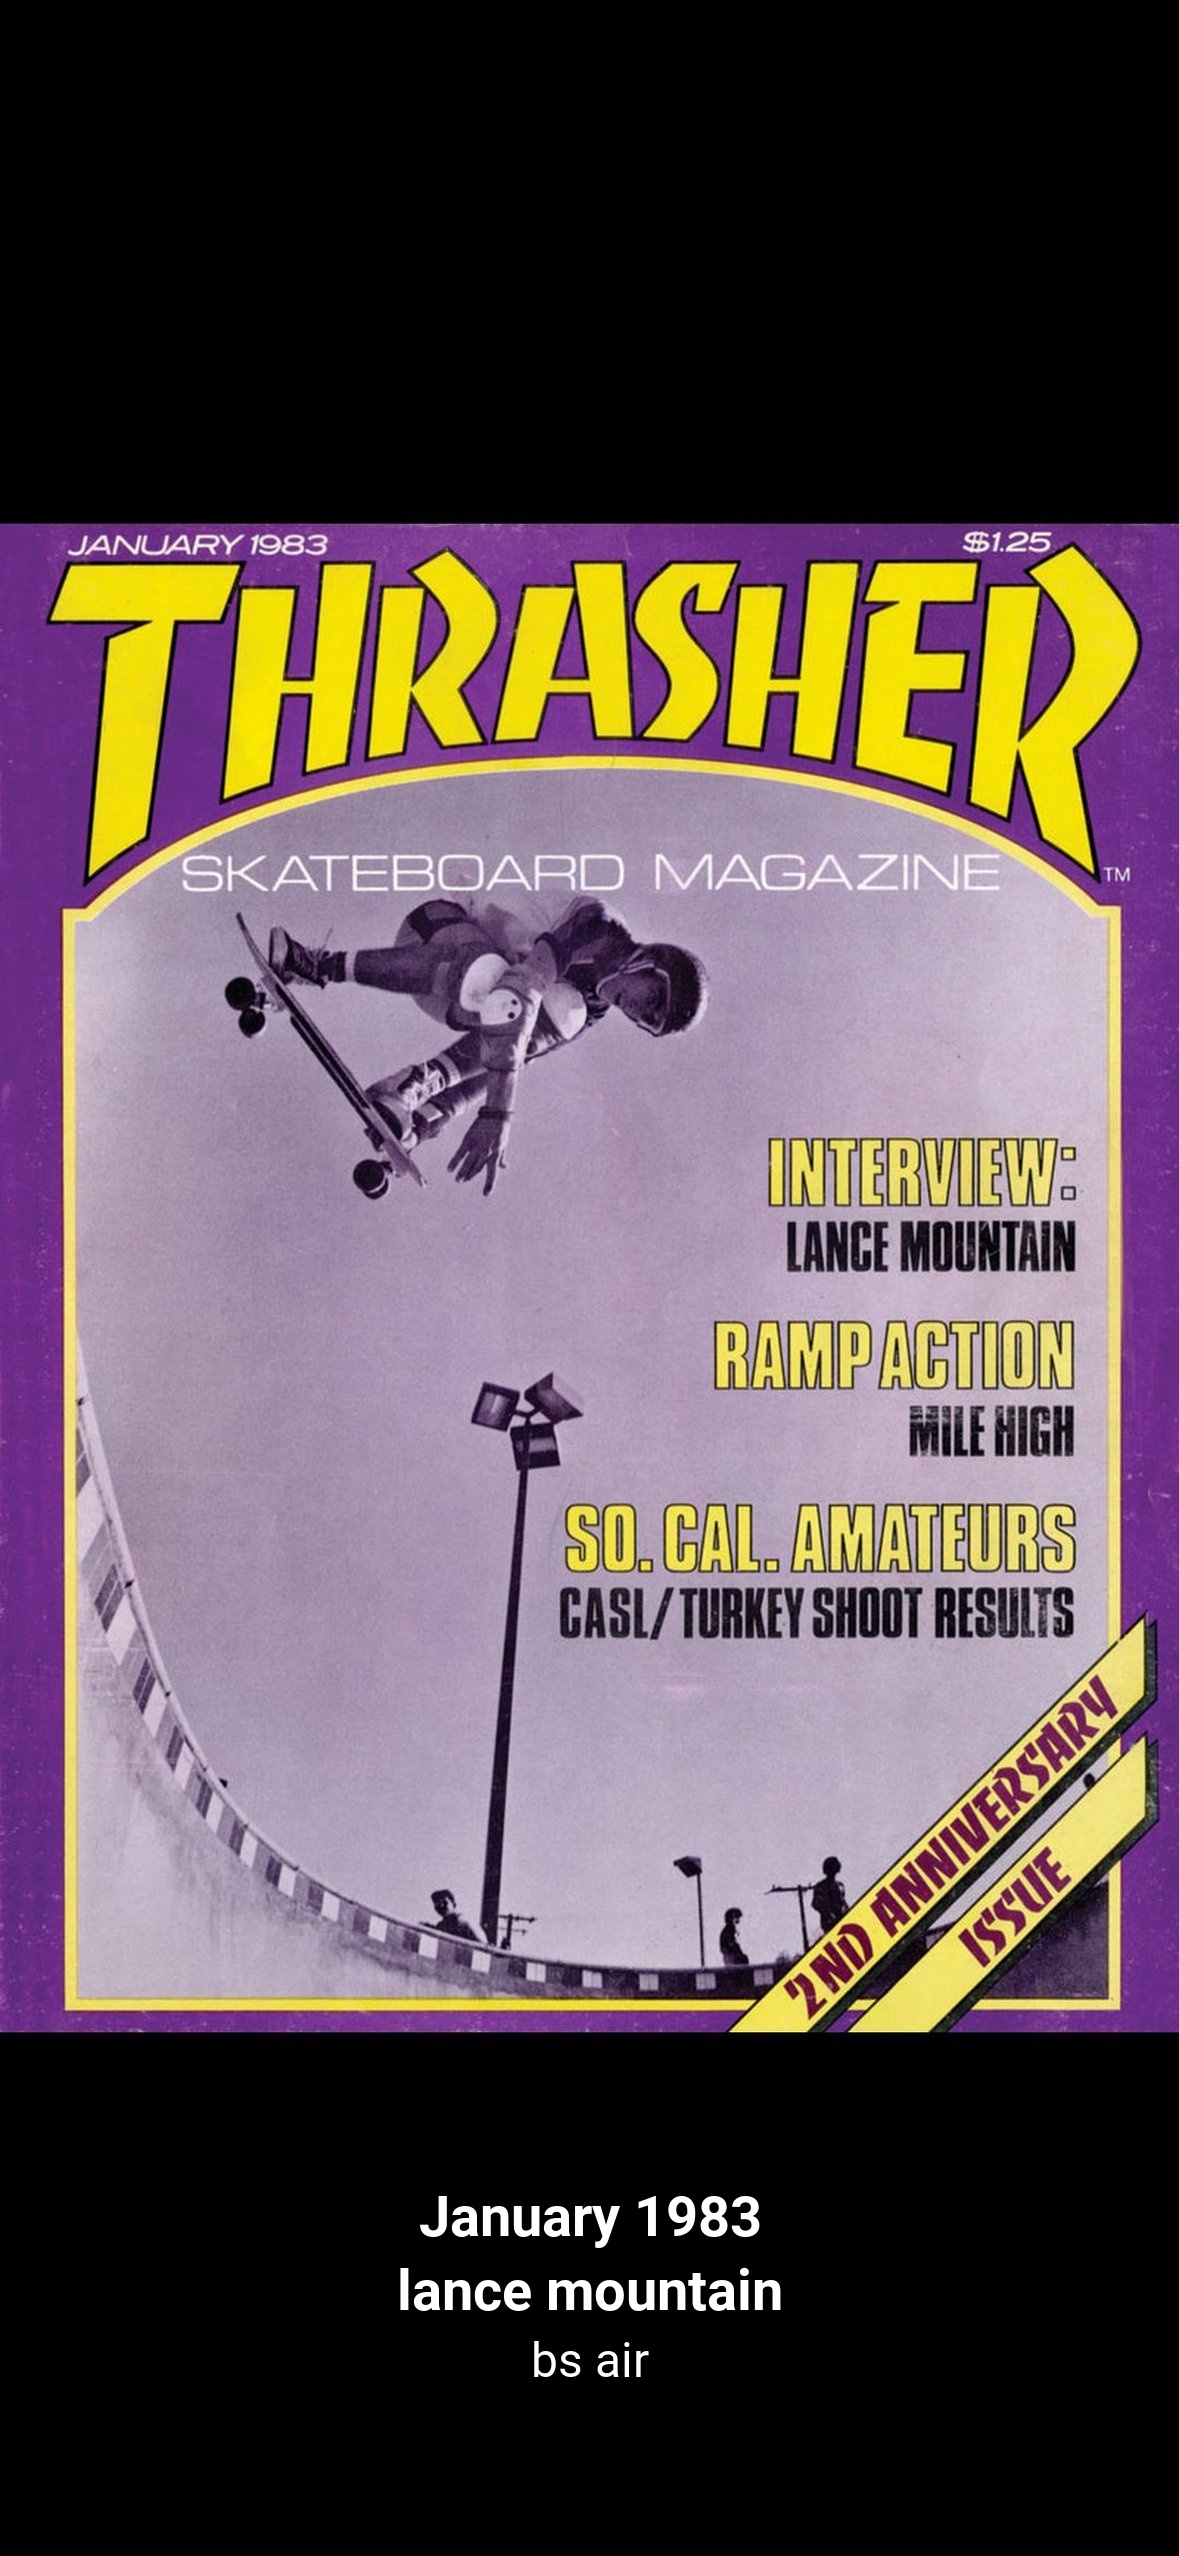 JANUARY 1983
$1.25
THRASHER
TM
SKATEBOARD MAGAZINE
INTERVIEW:
LANCE MOUNTAIN
RAMP ACTION
MILE HIGH
SO. CAL. AMATEURS
CASL/TURKEY SHOOT RESULTS
2ND ANNIVERSARY
ISSUE
January 1983
lance mountain
bs air